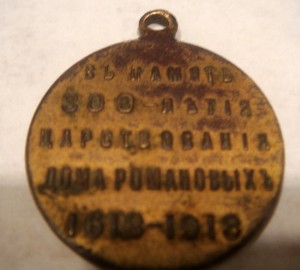 ВЪ ПАМЯТЬ
300-ЛѢТІЯ
ЦАРСТВОВАНІЯ
ДОМА РОМАНОВЫХЪ
1613-1913